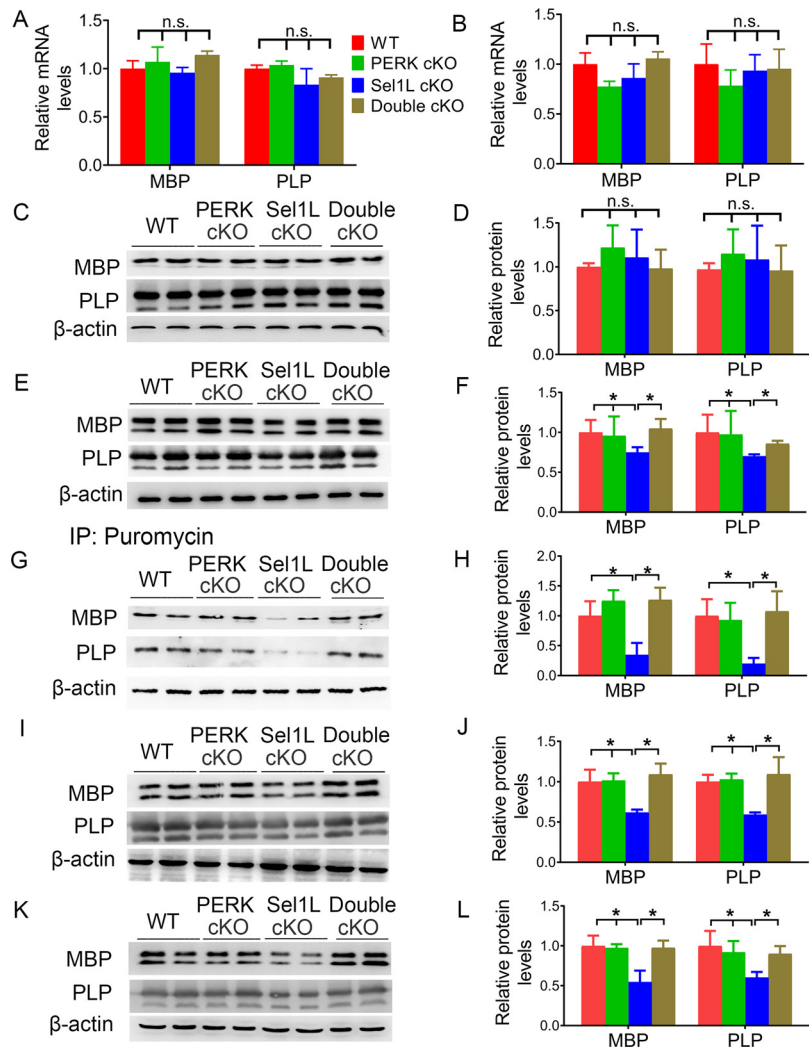 A
Relative mRNA
levels
1.5
1.0
0.5
0.0
n.s.
n.s.
MBP
PLP
WT
PERK cKO
Sel1L cKO
Double cKO
B
Relative mRNA
levels
1.5
1.0
0.5
0.0
n.s.
n.s.
MBP
PLP
C
WT
PERK Sel1L Double
cKO cKO cKO
MBP
PLP
β-actin
D
Relative protein
levels
1.5
1.0
0.5
0.0
n.s.
n.s.
MBP
PLP
E
WT
PERK Sel1L Double
cKO cKO cKO
MBP
PLP
β-actin
F
Relative protein
levels
1.5
1.0
0.5
0.0
* *
* *
MBP
PLP
IP: Puromycin
G
WT
PERK Sel1L Double
cKO cKO cKO
MBP
PLP
β-actin
H
Relative protein
levels
2.0
1.5
1.0
0.5
0.0
* *
* *
MBP
PLP
I
WT
PERK Sel1L Double
cKO cKO cKO
MBP
PLP
β-actin
J
Relative protein
levels
1.5
1.0
0.5
0.0
* *
* *
MBP
PLP
K
WT
PERK Sel1L Double
cKO cKO cKO
MBP
PLP
β-actin
L
Relative protein
levels
1.5
1.0
0.5
0.0
* *
* *
MBP
PLP